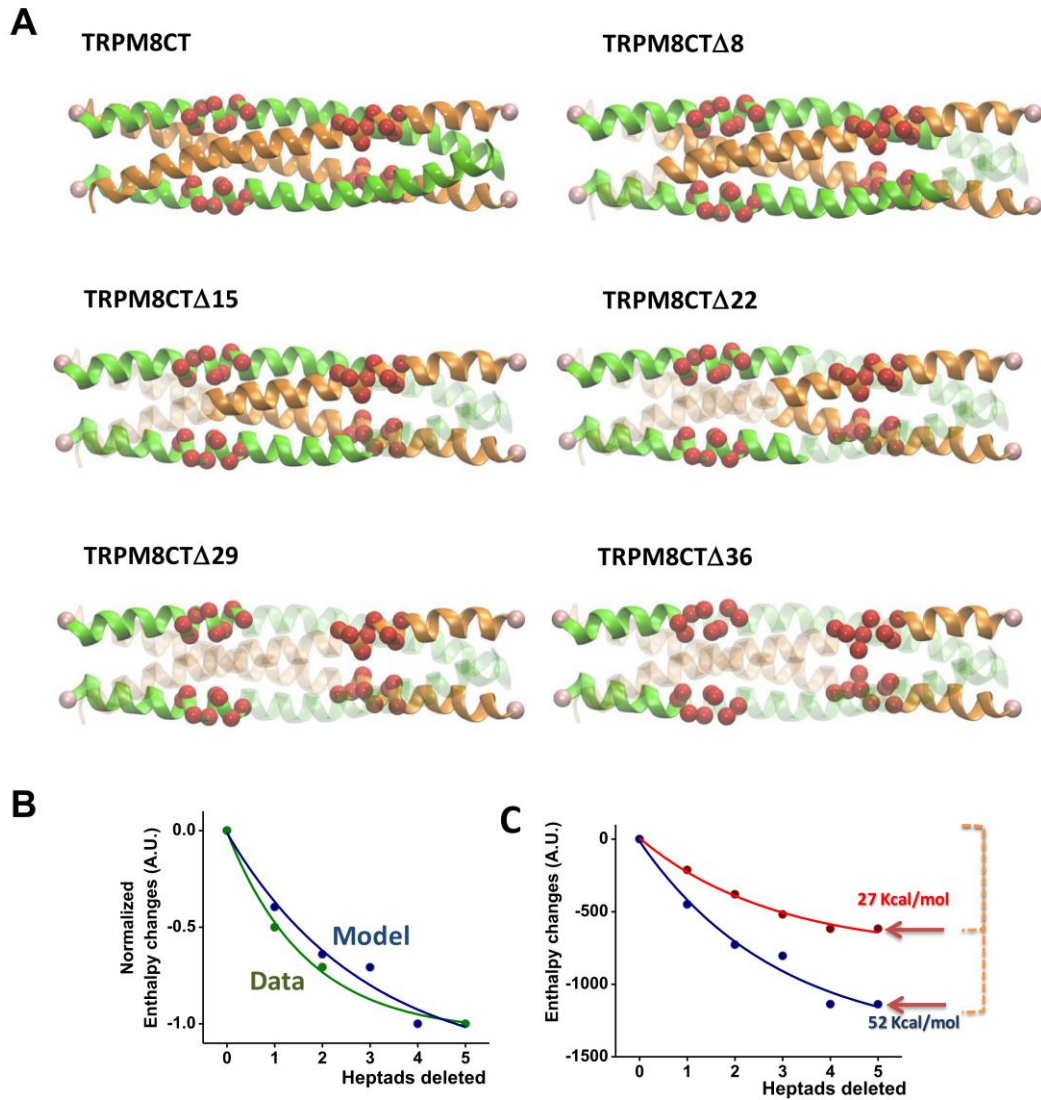 A
TRPM8CT
TRPM8CTΔ8
TRPM8CTΔ15
TRPM8CTΔ22
TRPM8CTΔ29
TRPM8CTΔ36
B
Normalized
Enthalpy changes (A.U.)
0.0
-0.5
-1.0
Model
Data
0 1 2 3 4 5
Heptads deleted
C
Enthalpy changes (A.U.)
0
-500
-1000
-1500
27 Kcal/mol
52 Kcal/mol
0 1 2 3 4 5
Heptads deleted